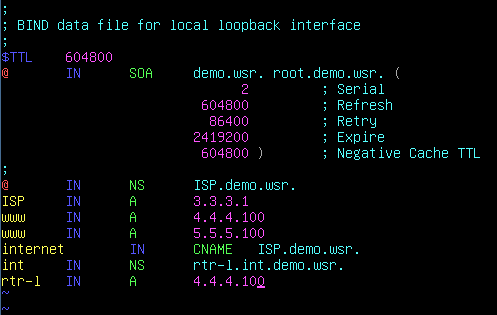 ;
; BIND data file for local loopback interface
;
$TTL 604800
@ IN SOA demo.wsr. root.demo.wsr. (
2 ; Serial
604800 ; Refresh
86400 ; Retry
2419200 ; Expire
604800 ) ; Negative Cache TTL
;
@ IN NS ISP.demo.wsr.
ISP IN A 3.3.3.1
www IN A 4.4.4.100
www IN A 5.5.5.100
internet IN CNAME ISP.demo.wsr.
int IN NS rtr-l.int.demo.wsr.
rtr-l IN A 4.4.4.100
~
~